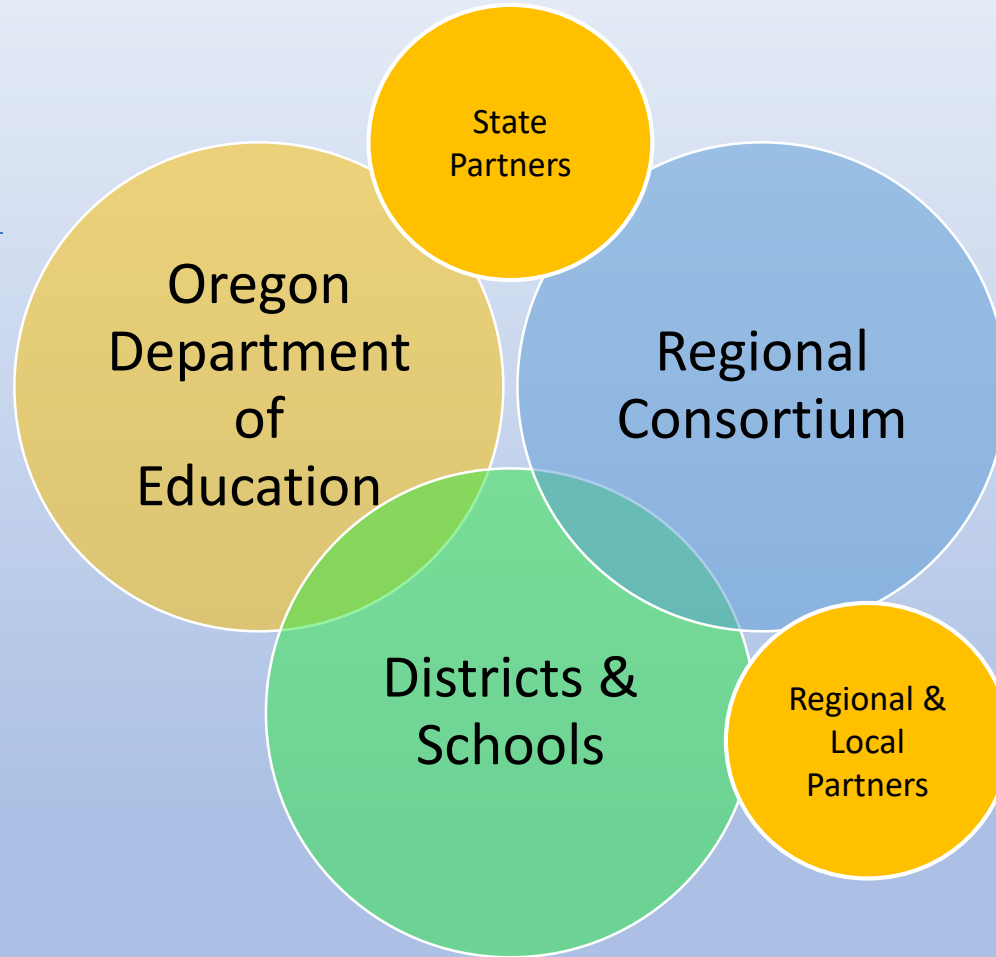 State
Partners
Oregon
Department
of
Education
Regional
Consortium
Districts &
Schools
Regional &
Local
Partners